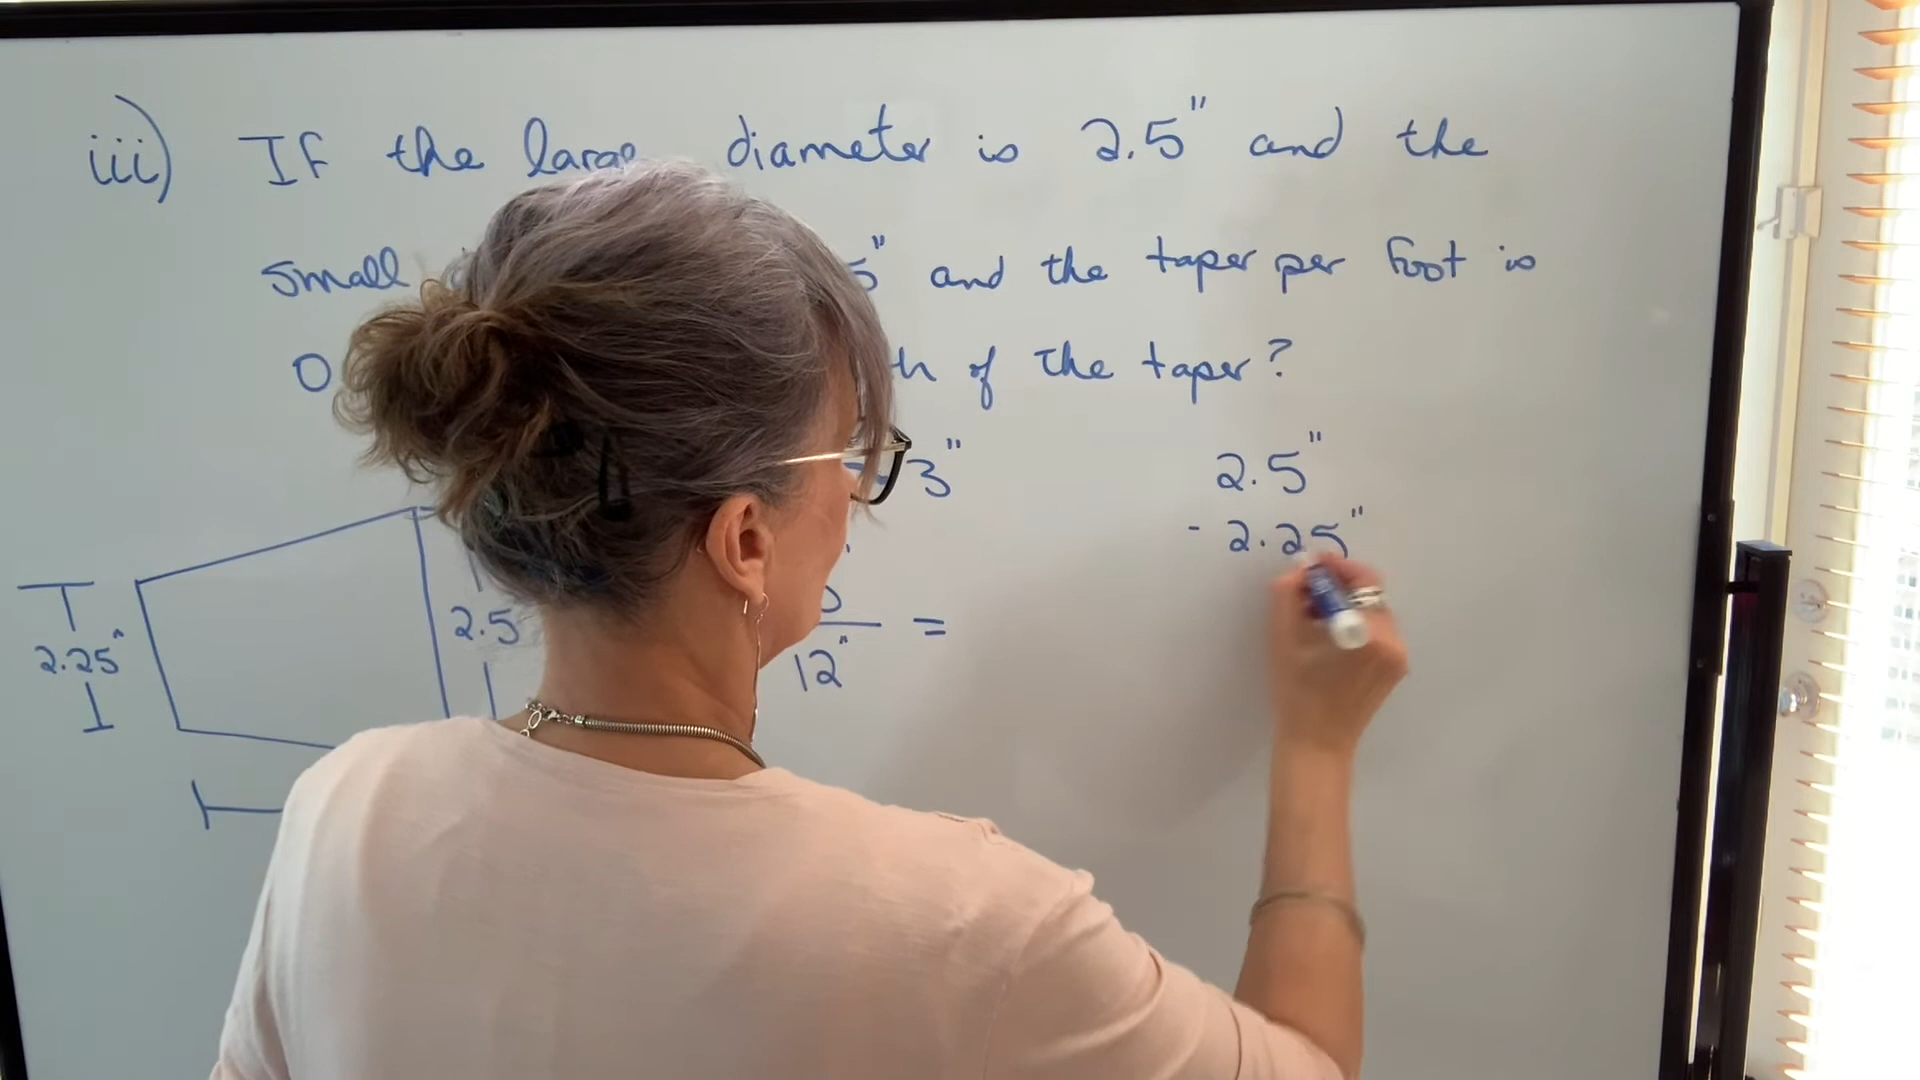 iii) If the large diameter is 2.5" and the
small 5" and the taper per foot is
0 th of the taper?
3"
2.5"
- 2.25"
2.5
2.25"
12" =